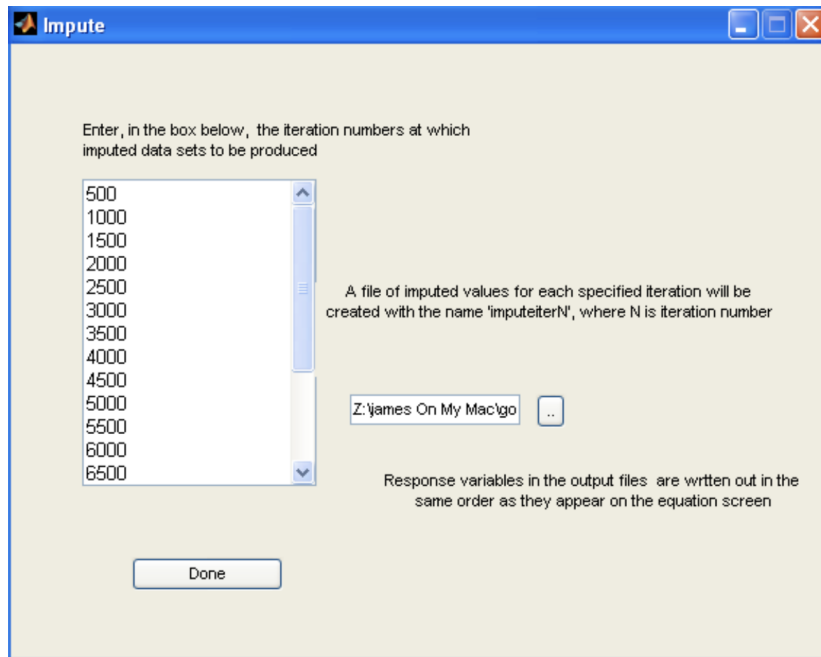 Impute
Enter, in the box below, the iteration numbers at which
imputed data sets to be produced
500
1000
1500
2000
2500
3000
3500
4000
4500
5000
5500
6000
6500
A file of imputed values for each specified iteration will be
created with the name 'imputeiterN', where N is iteration number
Z:\james On My Mac\go
..
Response variables in the output files are wrtten out in the
same order as they appear on the equation screen
Done